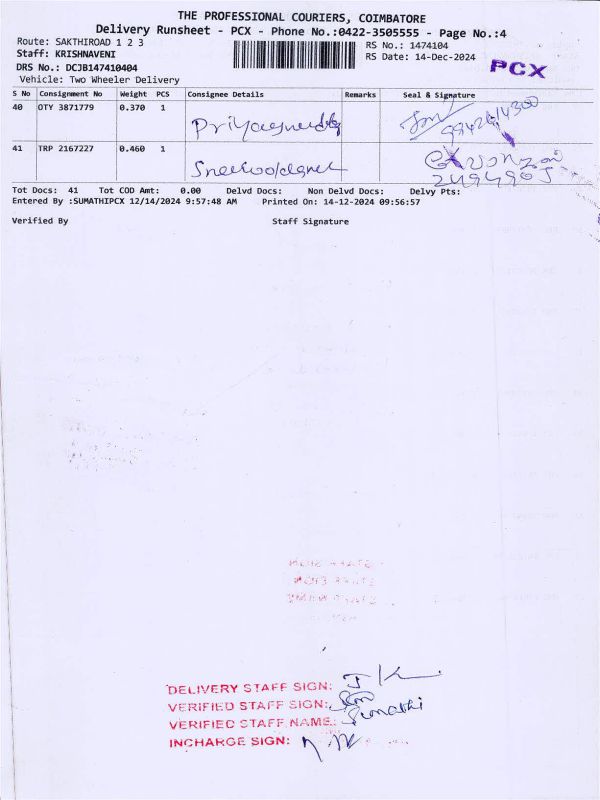 THE PROFESSIONAL COURIERS, COIMBATORE
Delivery Runsheet - PCX - Phone No.:0422-3505555 - Page No.:4
Route: SAKTHIROAD 1 2 3
RS No.: 1474104
Staff: KRISHNAVENI
RS Date: 14-Dec-2024
PCX
DRS No.: DCJB147410404
Vehicle: Two Wheeler Delivery
S No Consignment No Weight PCS Consignee Details Remarks Seal & Signature
40 OTY 3871779 0.370 1
41 TRP 2167227 0.460 1
Tot Docs: 41 Tot COD Amt: 0.00 Delvd Docs: Non Delvd Docs: Delvy Pts:
Entered By :SUMATHIPCX 12/14/2024 9:57:48 AM Printed On: 14-12-2024 09:56:57
Verified By Staff Signature
DELIVERY STAFF SIGN:
VERIFIED STAFF SIGN:
VERIFIED STAFF NAME: Sumathi
INCHARGE SIGN: